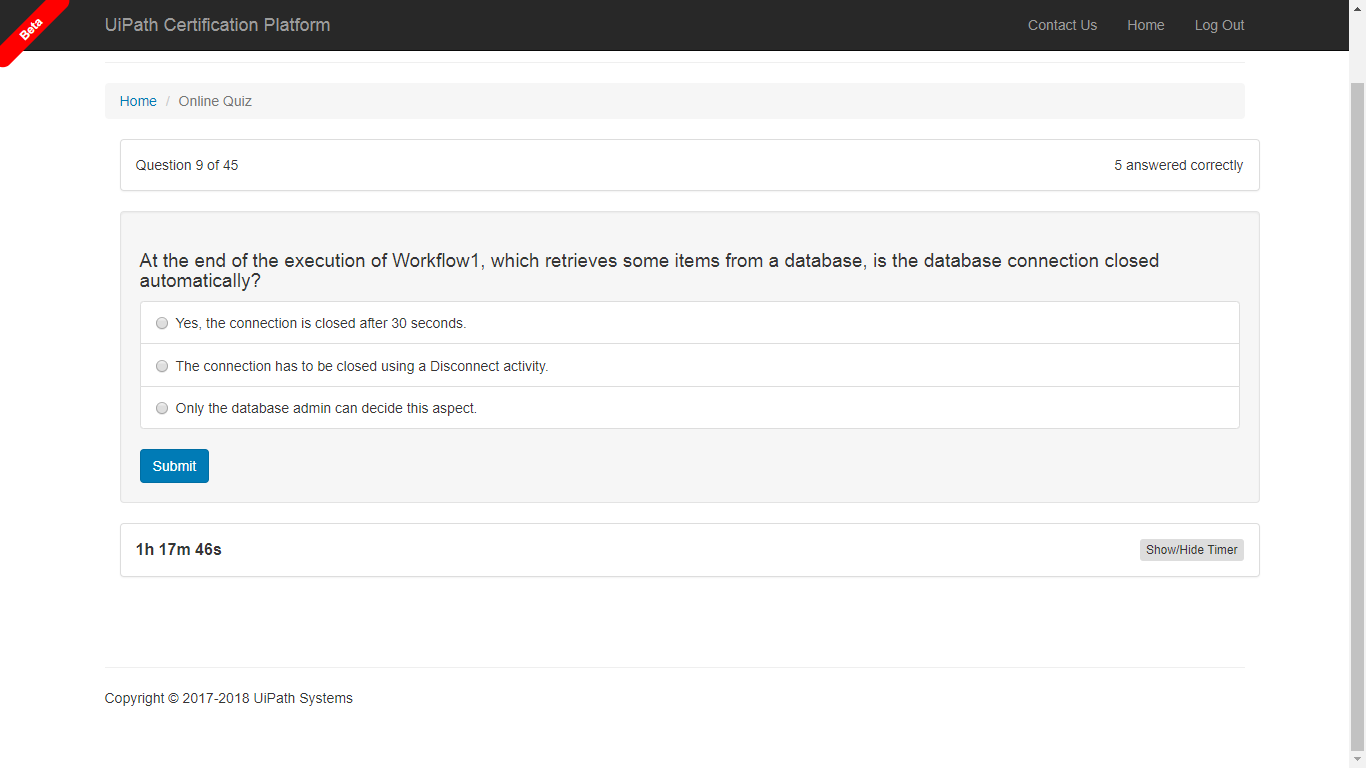 Beta
UiPath Certification Platform
Contact Us Home Log Out
Home / Online Quiz
Question 9 of 45
5 answered correctly
At the end of the execution of Workflow1, which retrieves some items from a database, is the database connection closed
automatically?
Yes, the connection is closed after 30 seconds.
The connection has to be closed using a Disconnect activity.
Only the database admin can decide this aspect.
Submit
1h 17m 46s
Show/Hide Timer
Copyright © 2017-2018 UiPath Systems